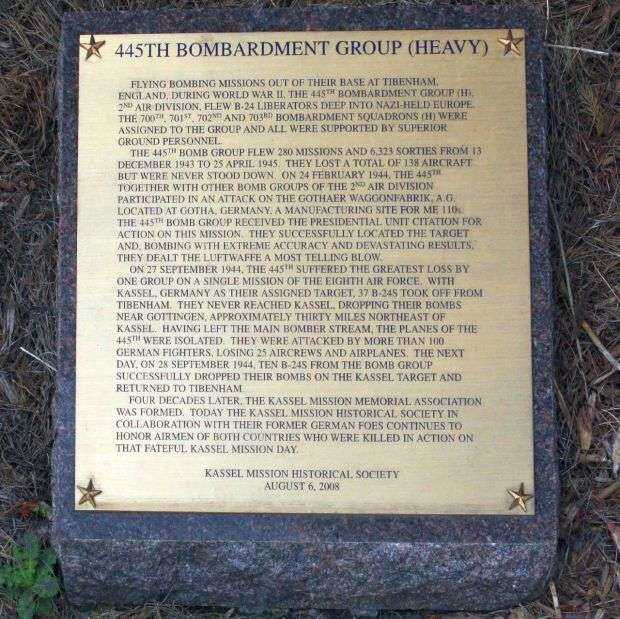 445TH BOMBARDMENT GROUP (HEAVY)
FLYING BOMBING MISSIONS OUT OF THEIR BASE AT TIBENHAM,
ENGLAND, DURING WORLD WAR II, THE 445TH BOMBARDMENT GROUP (H),
2ND AIR DIVISION, FLEW B-24 LIBERATORS DEEP INTO NAZI-HELD EUROPE.
THE 700TH, 701ST, 702ND AND 703RD BOMBARDMENT SQUADRONS (H) WERE
ASSIGNED TO THE GROUP AND ALL WERE SUPPORTED BY SUPERIOR
GROUND PERSONNEL.
THE 445TH BOMB GROUP FLEW 280 MISSIONS AND 6,323 SORTIES FROM 13
DECEMBER 1943 TO 25 APRIL 1945. THEY LOST A TOTAL OF 138 AIRCRAFT
BUT WERE NEVER STOOD DOWN. ON 24 FEBRUARY 1944, THE 445TH
TOGETHER WITH OTHER BOMB GROUPS OF THE 2ND AIR DIVISION
PARTICIPATED IN AN ATTACK ON THE GOTHAER WAGGONFABRIK, A.G.
LOCATED AT GOTHA, GERMANY, A MANUFACTURING SITE FOR ME 110s.
THE 445TH BOMB GROUP RECEIVED THE PRESIDENTIAL UNIT CITATION FOR
ACTION ON THIS MISSION. THEY SUCCESSFULLY LOCATED THE TARGET
AND, BOMBING WITH EXTREME ACCURACY AND DEVASTATING RESULTS,
THEY DEALT THE LUFTWAFFE A MOST TELLING BLOW.
ON 27 SEPTEMBER 1944, THE 445TH SUFFERED THE GREATEST LOSS BY
ONE GROUP ON A SINGLE MISSION OF THE EIGHTH AIR FORCE. WITH
KASSEL, GERMANY AS THEIR ASSIGNED TARGET, 37 B-24S TOOK OFF FROM
TIBENHAM. THEY NEVER REACHED KASSEL, DROPPING THEIR BOMBS
NEAR GOTTINGEN, APPROXIMATELY THIRTY MILES NORTHEAST OF
KASSEL. HAVING LEFT THE MAIN BOMBER STREAM, THE PLANES OF THE
445TH WERE ISOLATED. THEY WERE ATTACKED BY MORE THAN 100
GERMAN FIGHTERS, LOSING 25 AIRCREWS AND AIRPLANES. THE NEXT
DAY, ON 28 SEPTEMBER 1944, TEN B-24S FROM THE BOMB GROUP
SUCCESSFULLY DROPPED THEIR BOMBS ON THE KASSEL TARGET AND
RETURNED TO TIBENHAM
FOUR DECADES LATER, THE KASSEL MISSION MEMORIAL ASSOCIATION
WAS FORMED. TODAY THE KASSEL MISSION HISTORICAL SOCIETY IN
COLLABORATION WITH THEIR FORMER GERMAN FOES CONTINUES TO
HONOR AIRMEN OF BOTH COUNTRIES WHO WERE KILLED IN ACTION ON
THAT FATEFUL KASSEL MISSION DAY.
KASSEL MISSION HISTORICAL SOCIETY
AUGUST 6, 2008